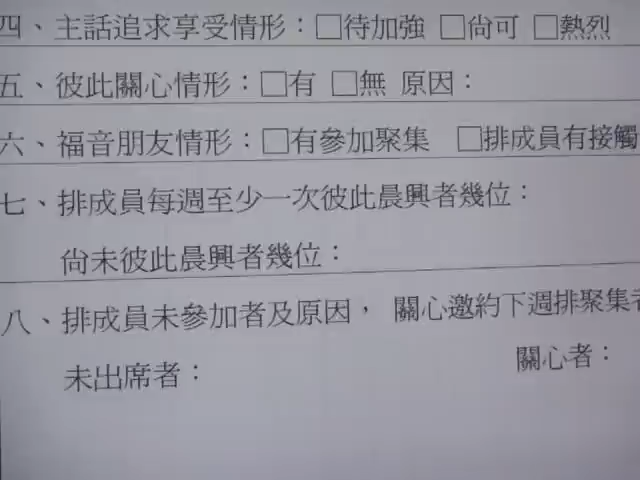 四、主話追求享受情形：□待加強 □尚可 □熱烈
五、彼此關心情形：□有 □無 原因：
六、福音朋友情形：□有參加聚集 □排成員有接觸
七、排成員每週至少一次彼此晨興者幾位：
尚未彼此晨興者幾位：
八、排成員未參加者及原因， 關心邀約下週排聚集者
未出席者： 關心者：